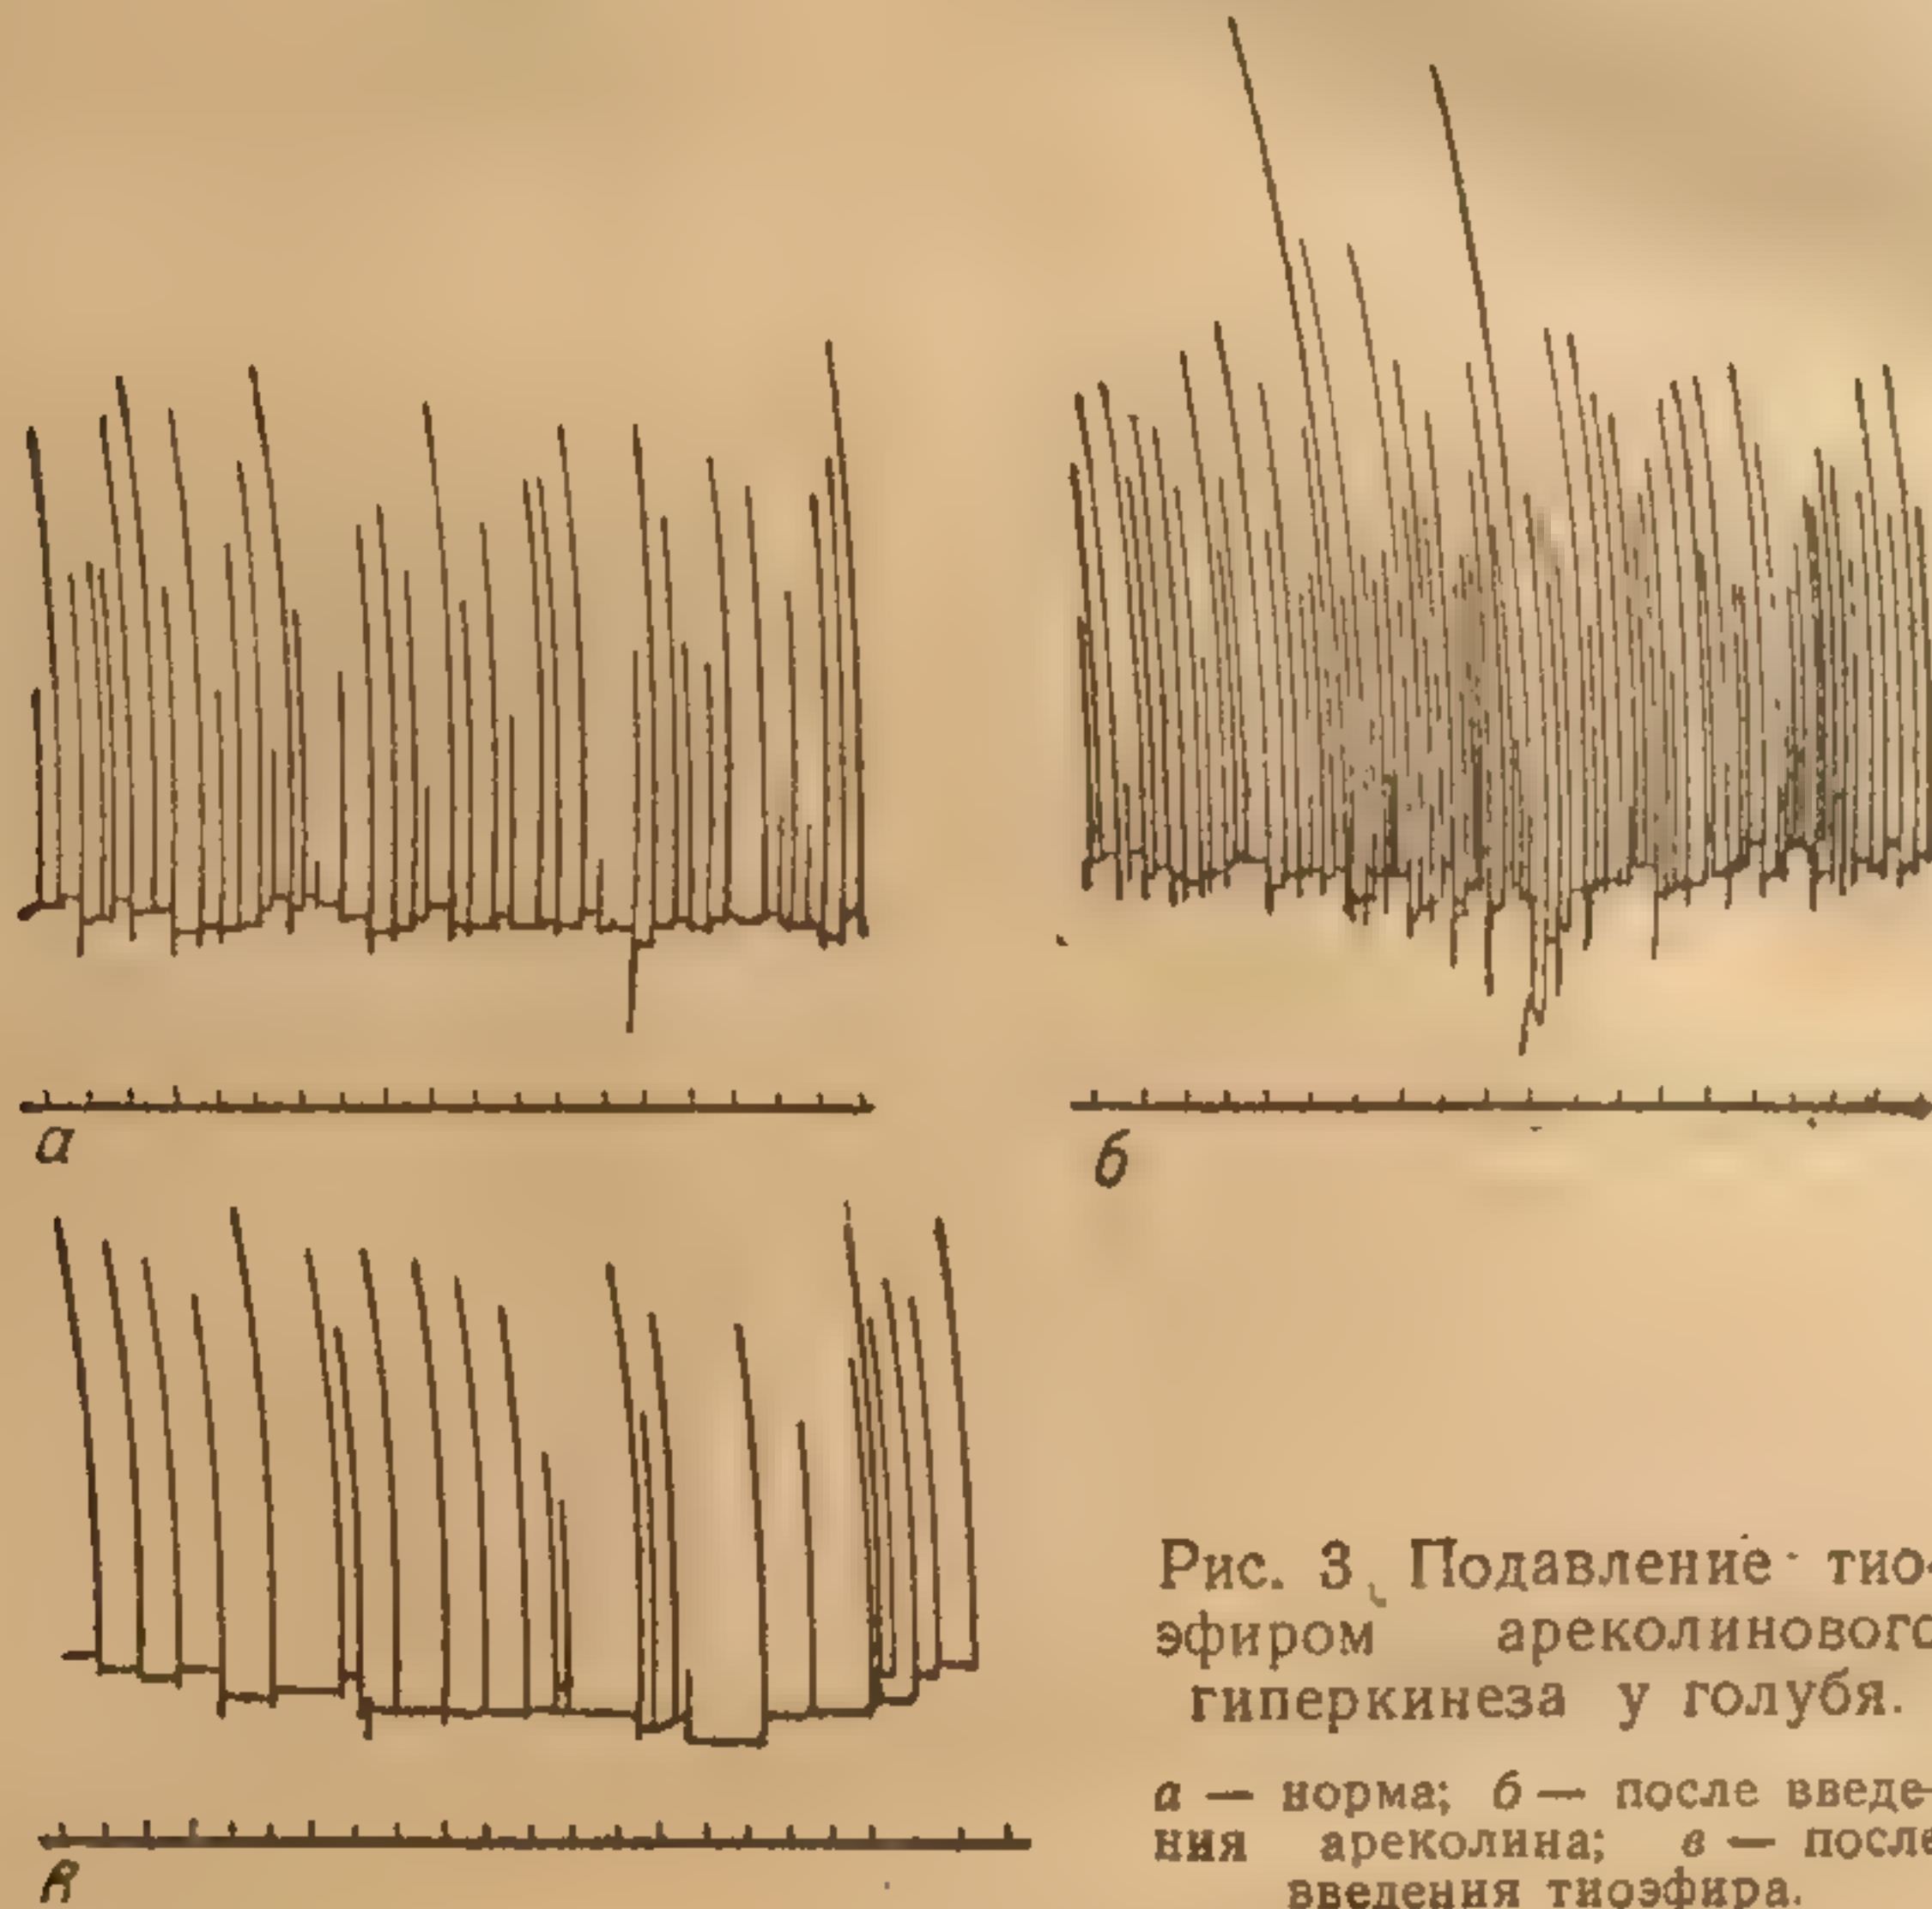 а
б
в
Рис. 3. Подавление тио-
эфиром ареколинового
гиперкинеза у голубя.
а — норма; б — после введе-
ния ареколина; в — после
введения тиоэфира.